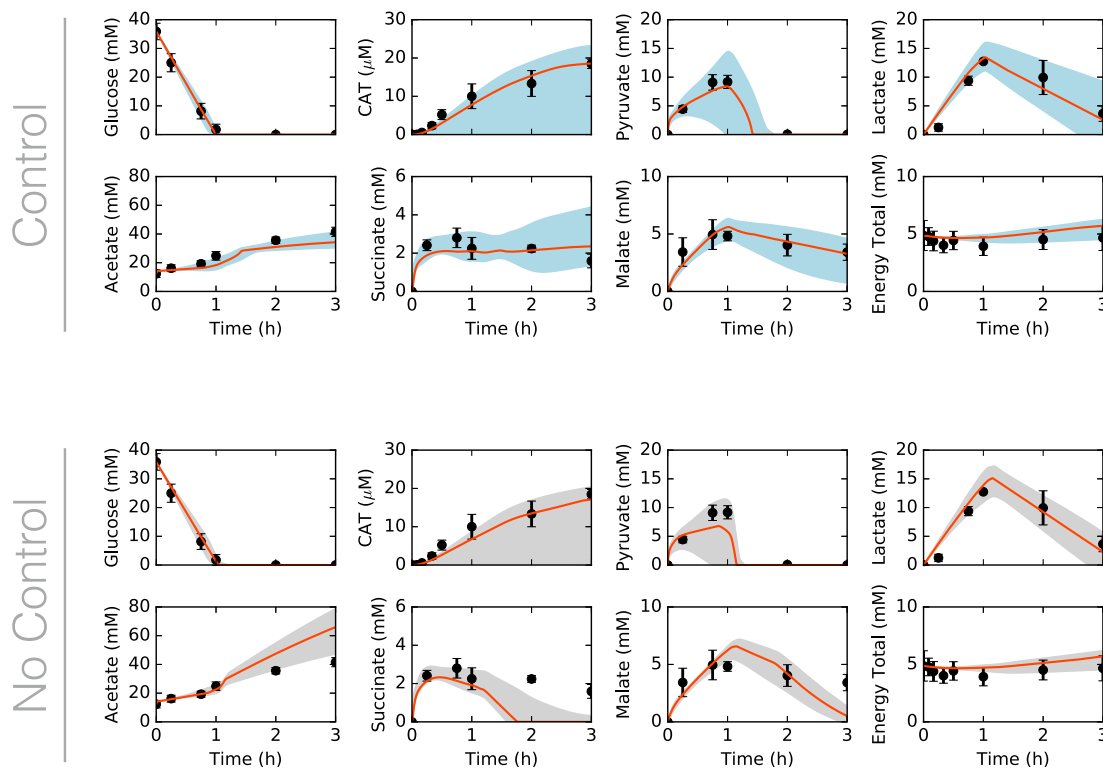 Control
40
30
20
10
0
Glucose (mM)
30
20
10
0
CAT (μM)
20
15
10
5
0
Pyruvate (mM)
20
15
10
5
0
Lactate (mM)
80
60
40
20
0
Acetate (mM)
0 1 2 3
Time (h)
6
4
2
0
Succinate (mM)
0 1 2 3
Time (h)
10
5
0
Malate (mM)
0 1 2 3
Time (h)
10
5
0
Energy Total (mM)
0 1 2 3
Time (h)
No Control
40
30
20
10
0
Glucose (mM)
30
20
10
0
CAT (μM)
20
15
10
5
0
Pyruvate (mM)
20
15
10
5
0
Lactate (mM)
80
60
40
20
0
Acetate (mM)
0 1 2 3
Time (h)
6
4
2
0
Succinate (mM)
0 1 2 3
Time (h)
10
5
0
Malate (mM)
0 1 2 3
Time (h)
10
5
0
Energy Total (mM)
0 1 2 3
Time (h)